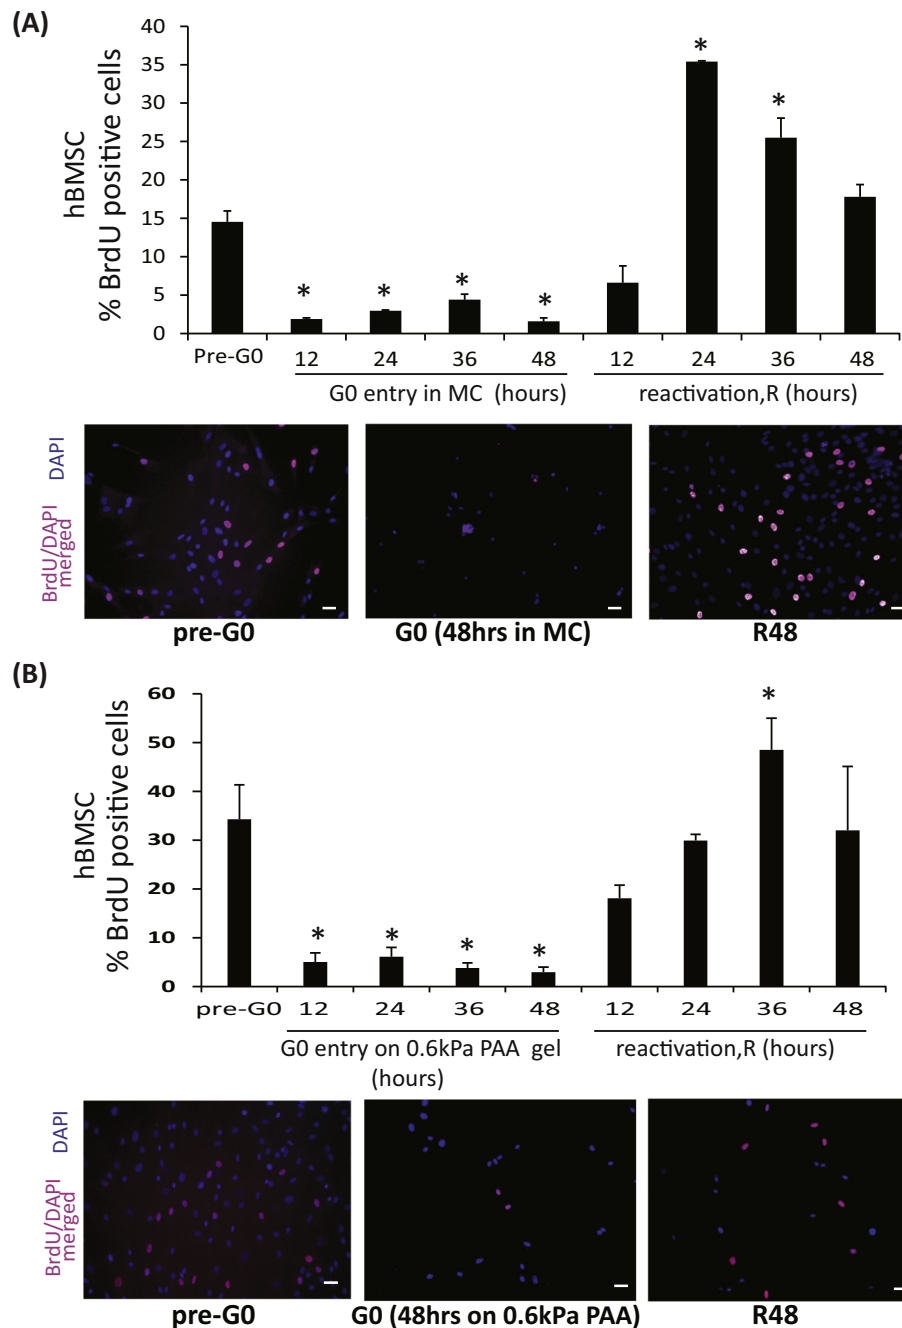 (A)
hBMSC
% BrdU positive cells
40
35
30
25
20
15
10
5
0
* * * * * *
Pre-G0 12 24 36 48 12 24 36 48
G0 entry in MC (hours) reactivation,R (hours)
BrdU/DAPI merged DAPI
pre-G0 G0 (48hrs in MC) R48
(B)
hBMSC
% BrdU positive cells
60
50
40
30
20
10
0
* * * * *
pre-G0 12 24 36 48 12 24 36 48
G0 entry on 0.6kPa PAA gel reactivation,R (hours)
(hours)
BrdU/DAPI merged DAPI
pre-G0 G0 (48hrs on 0.6kPa PAA) R48